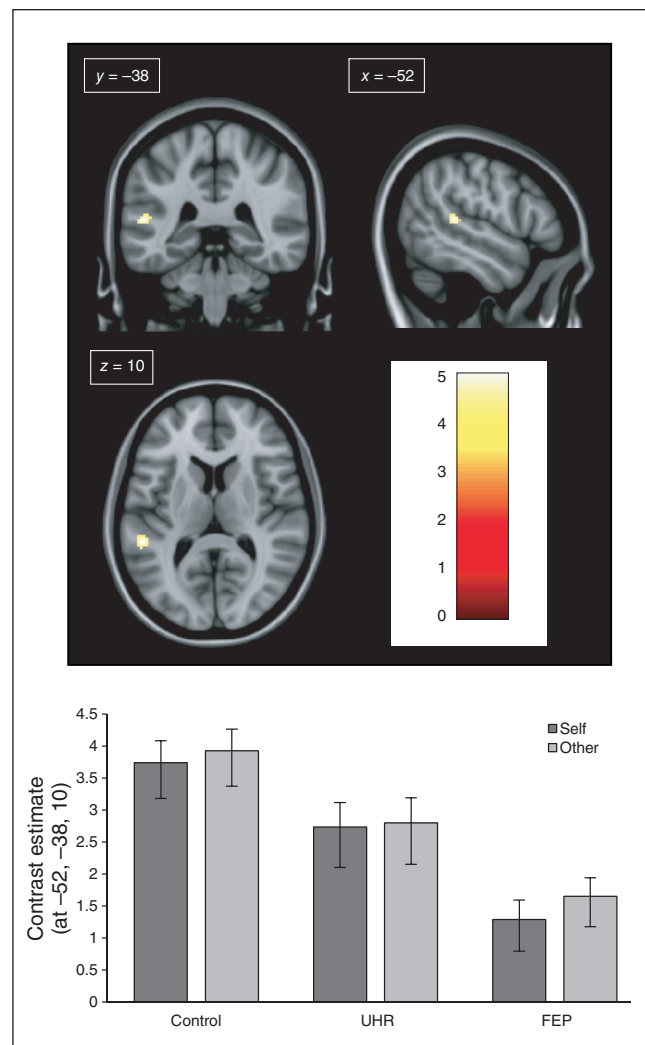 y = –38
x = –52
z = 10
5
4
3
2
1
0
4.5
4
3.5
3
2.5
2
1.5
1
0.5
0
Contrast estimate
(at –52, –38, 10)
Self
Other
Control
UHR
FEP